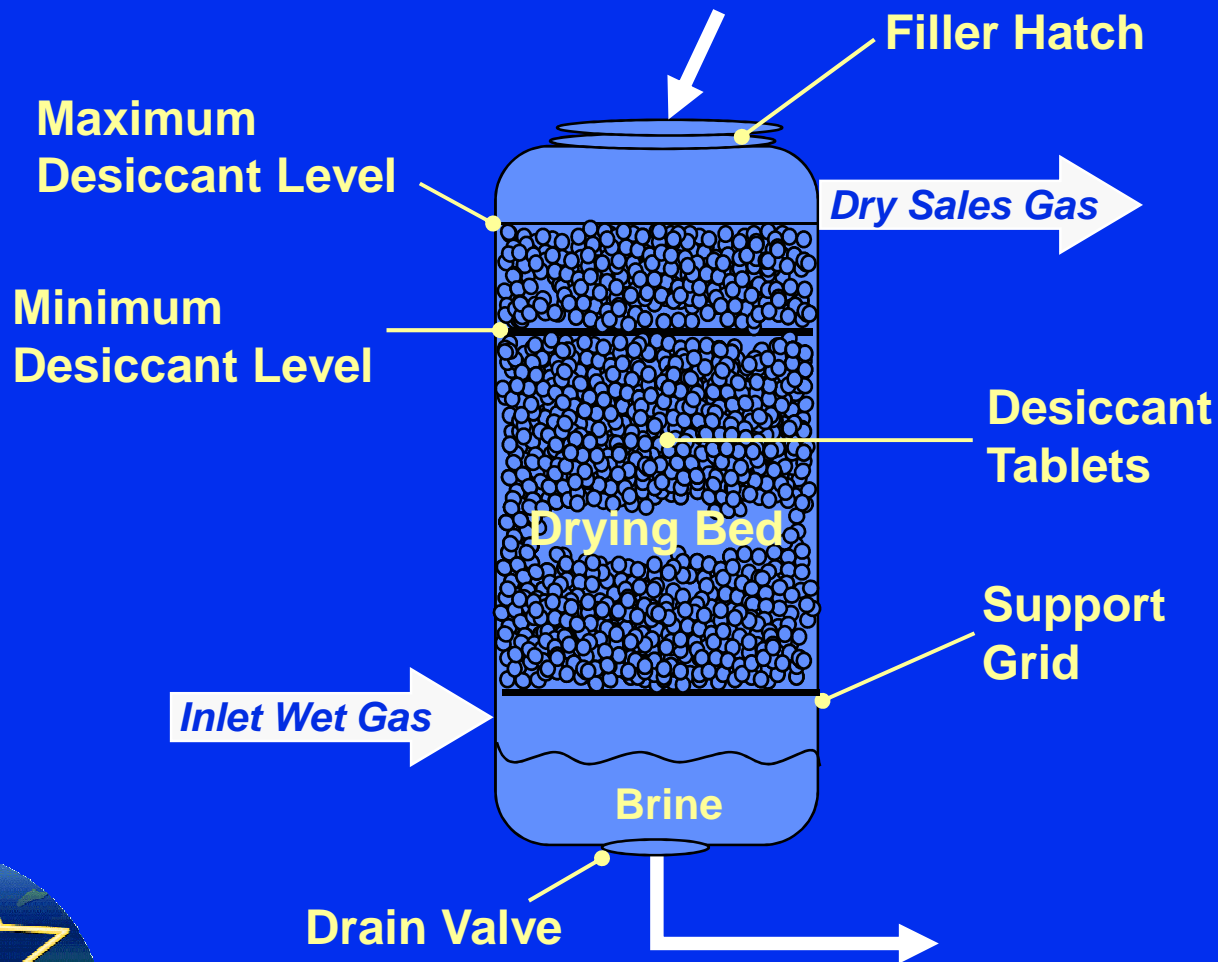 Filler Hatch
Maximum
Desiccant Level
Dry Sales Gas
Minimum
Desiccant Level
Desiccant
Tablets
Drying Bed
Support
Grid
Inlet Wet Gas
Brine
Drain Valve